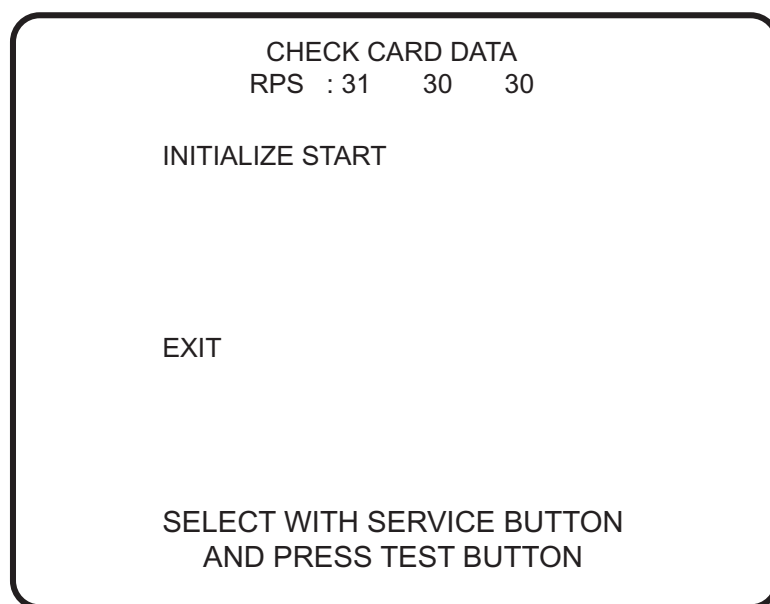 CHECK CARD DATA
RPS : 31 30 30
INITIALIZE START
EXIT
SELECT WITH SERVICE BUTTON
AND PRESS TEST BUTTON